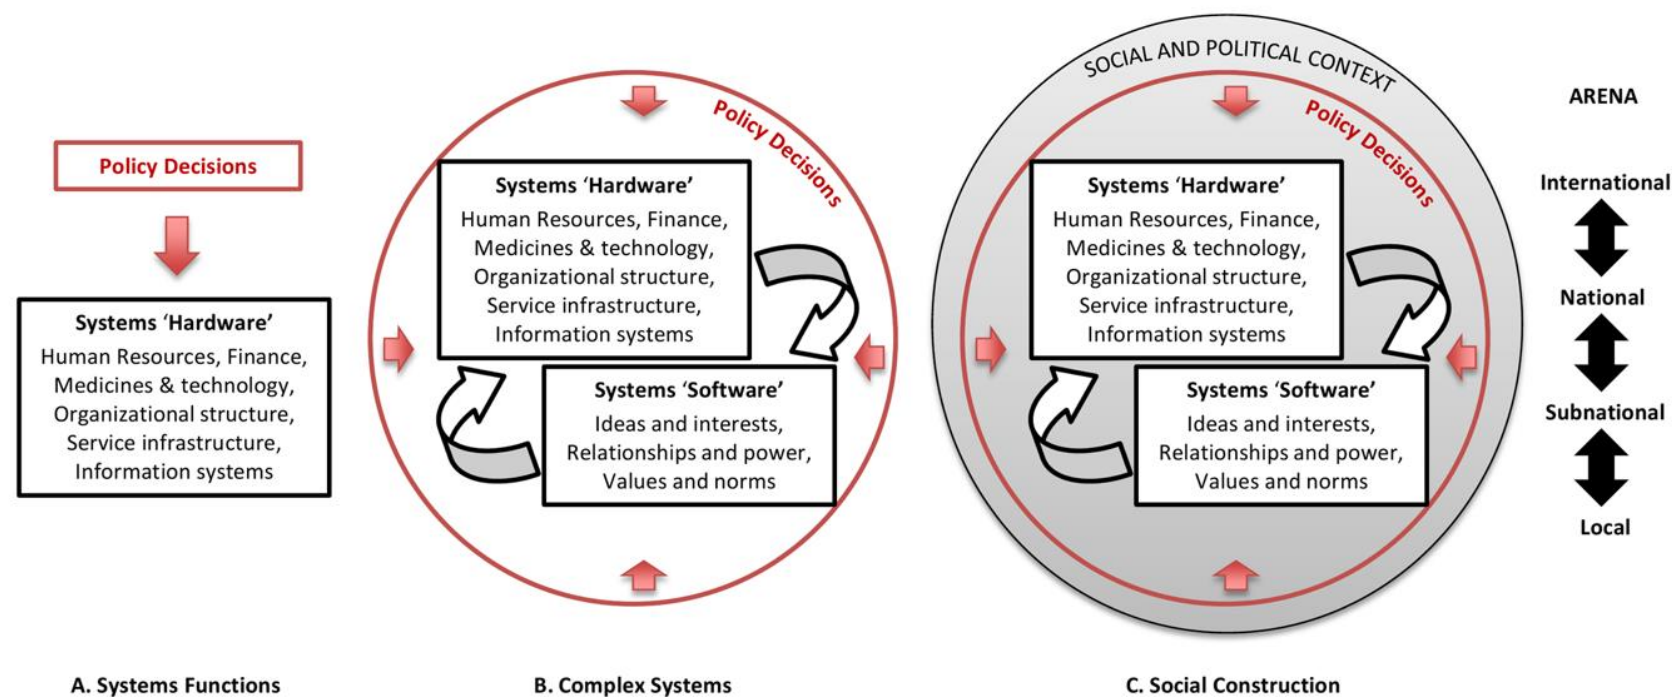 Policy Decisions
Systems ‘Hardware’
Human Resources, Finance,
Medicines & technology,
Organizational structure,
Service infrastructure,
Information systems
A. Systems Functions
Policy Decisions
Systems ‘Hardware’
Human Resources, Finance,
Medicines & technology,
Organizational structure,
Service infrastructure,
Information systems
Systems ‘Software’
Ideas and interests,
Relationships and power,
Values and norms
B. Complex Systems
SOCIAL AND POLITICAL CONTEXT
Policy Decisions
Systems ‘Hardware’
Human Resources, Finance,
Medicines & technology,
Organizational structure,
Service infrastructure,
Information systems
Systems ‘Software’
Ideas and interests,
Relationships and power,
Values and norms
C. Social Construction
ARENA
International
National
Subnational
Local